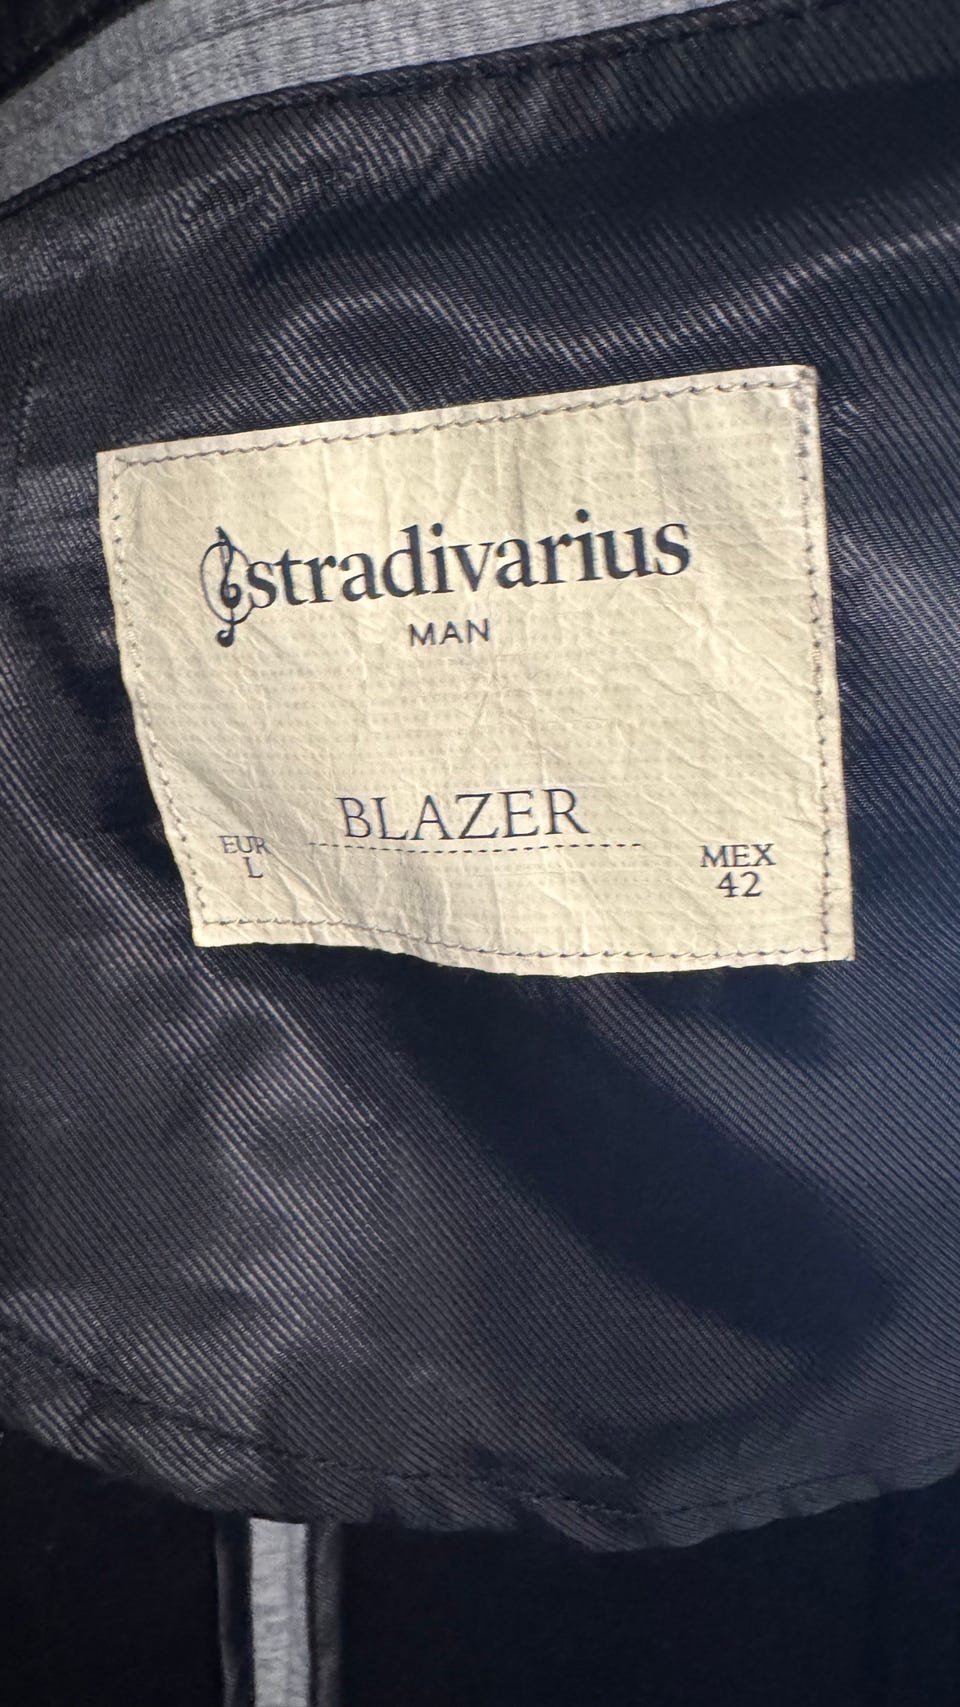 stradivarius
MAN
BLAZER
EUR
L
MEX
42